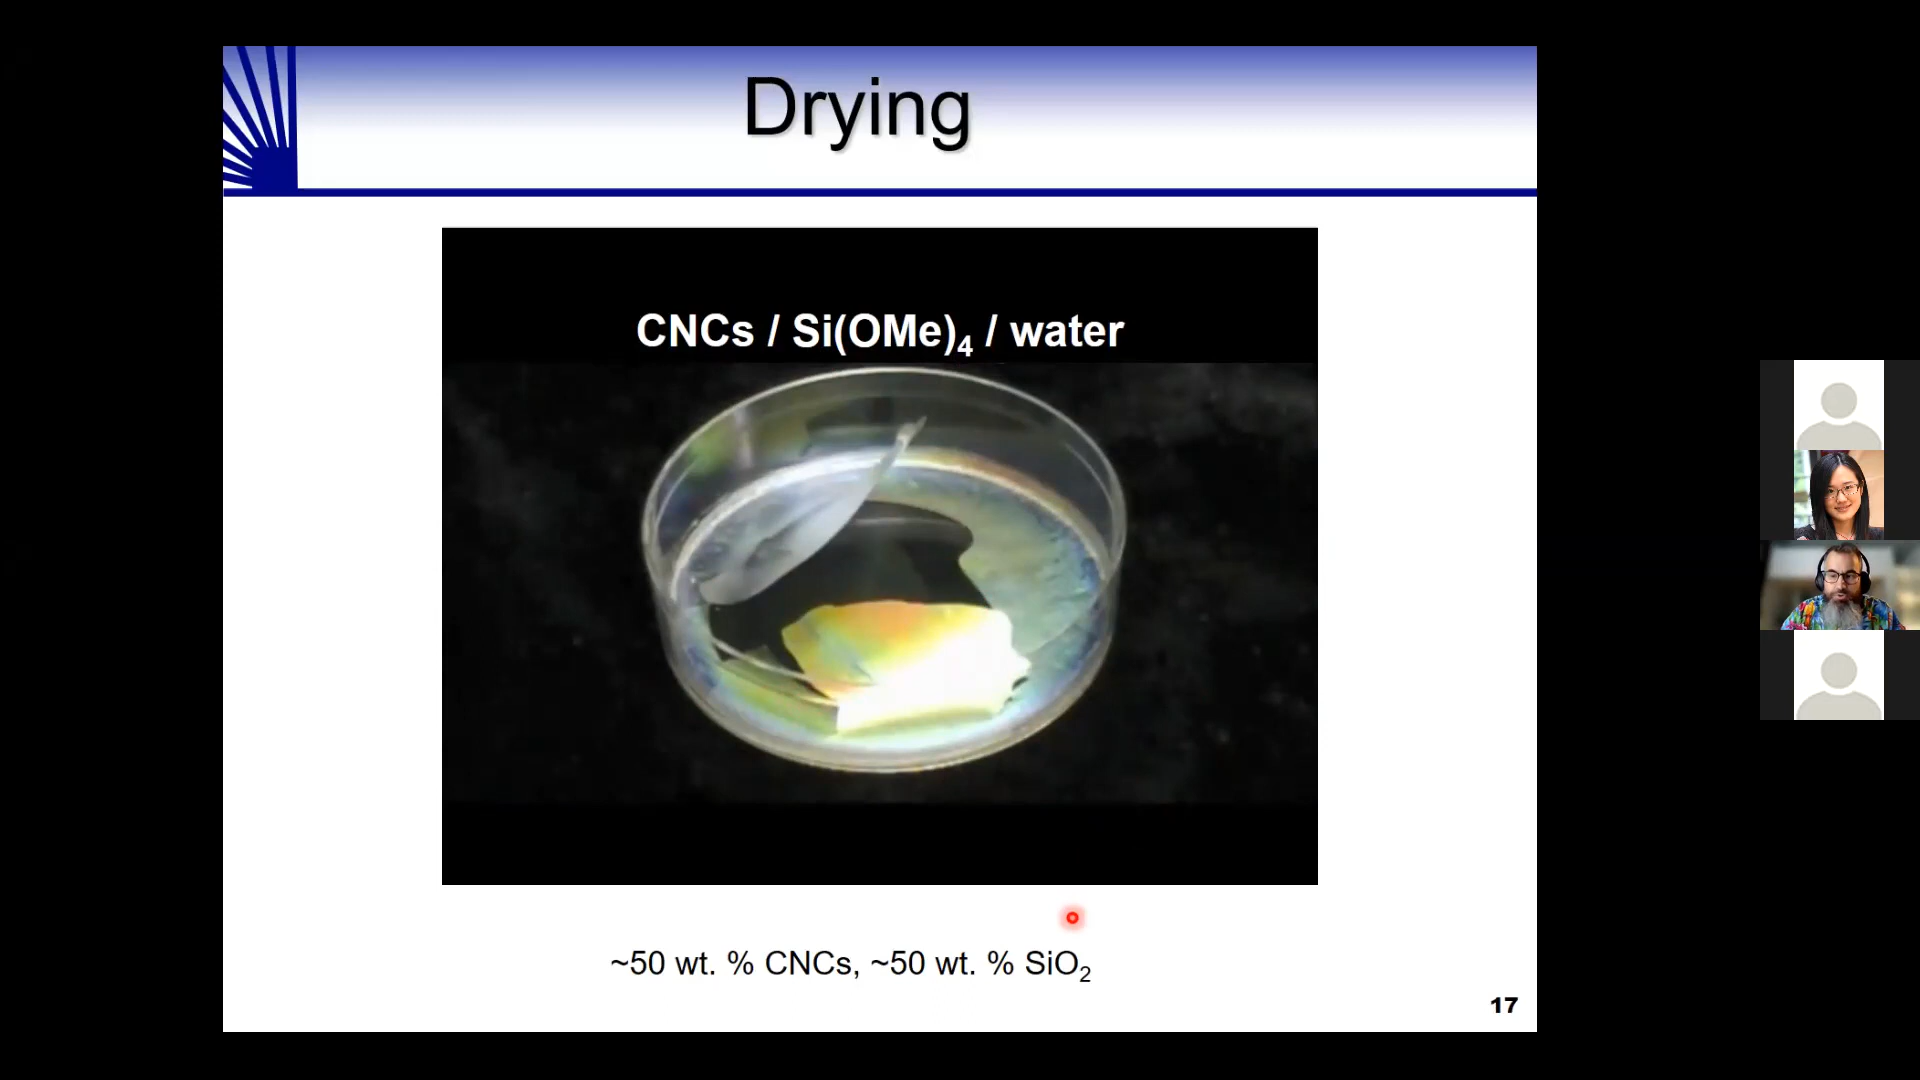 Drying
CNCs / Si(OMe)₄ / water
~50 wt. % CNCs, ~50 wt. % SiO₂
17